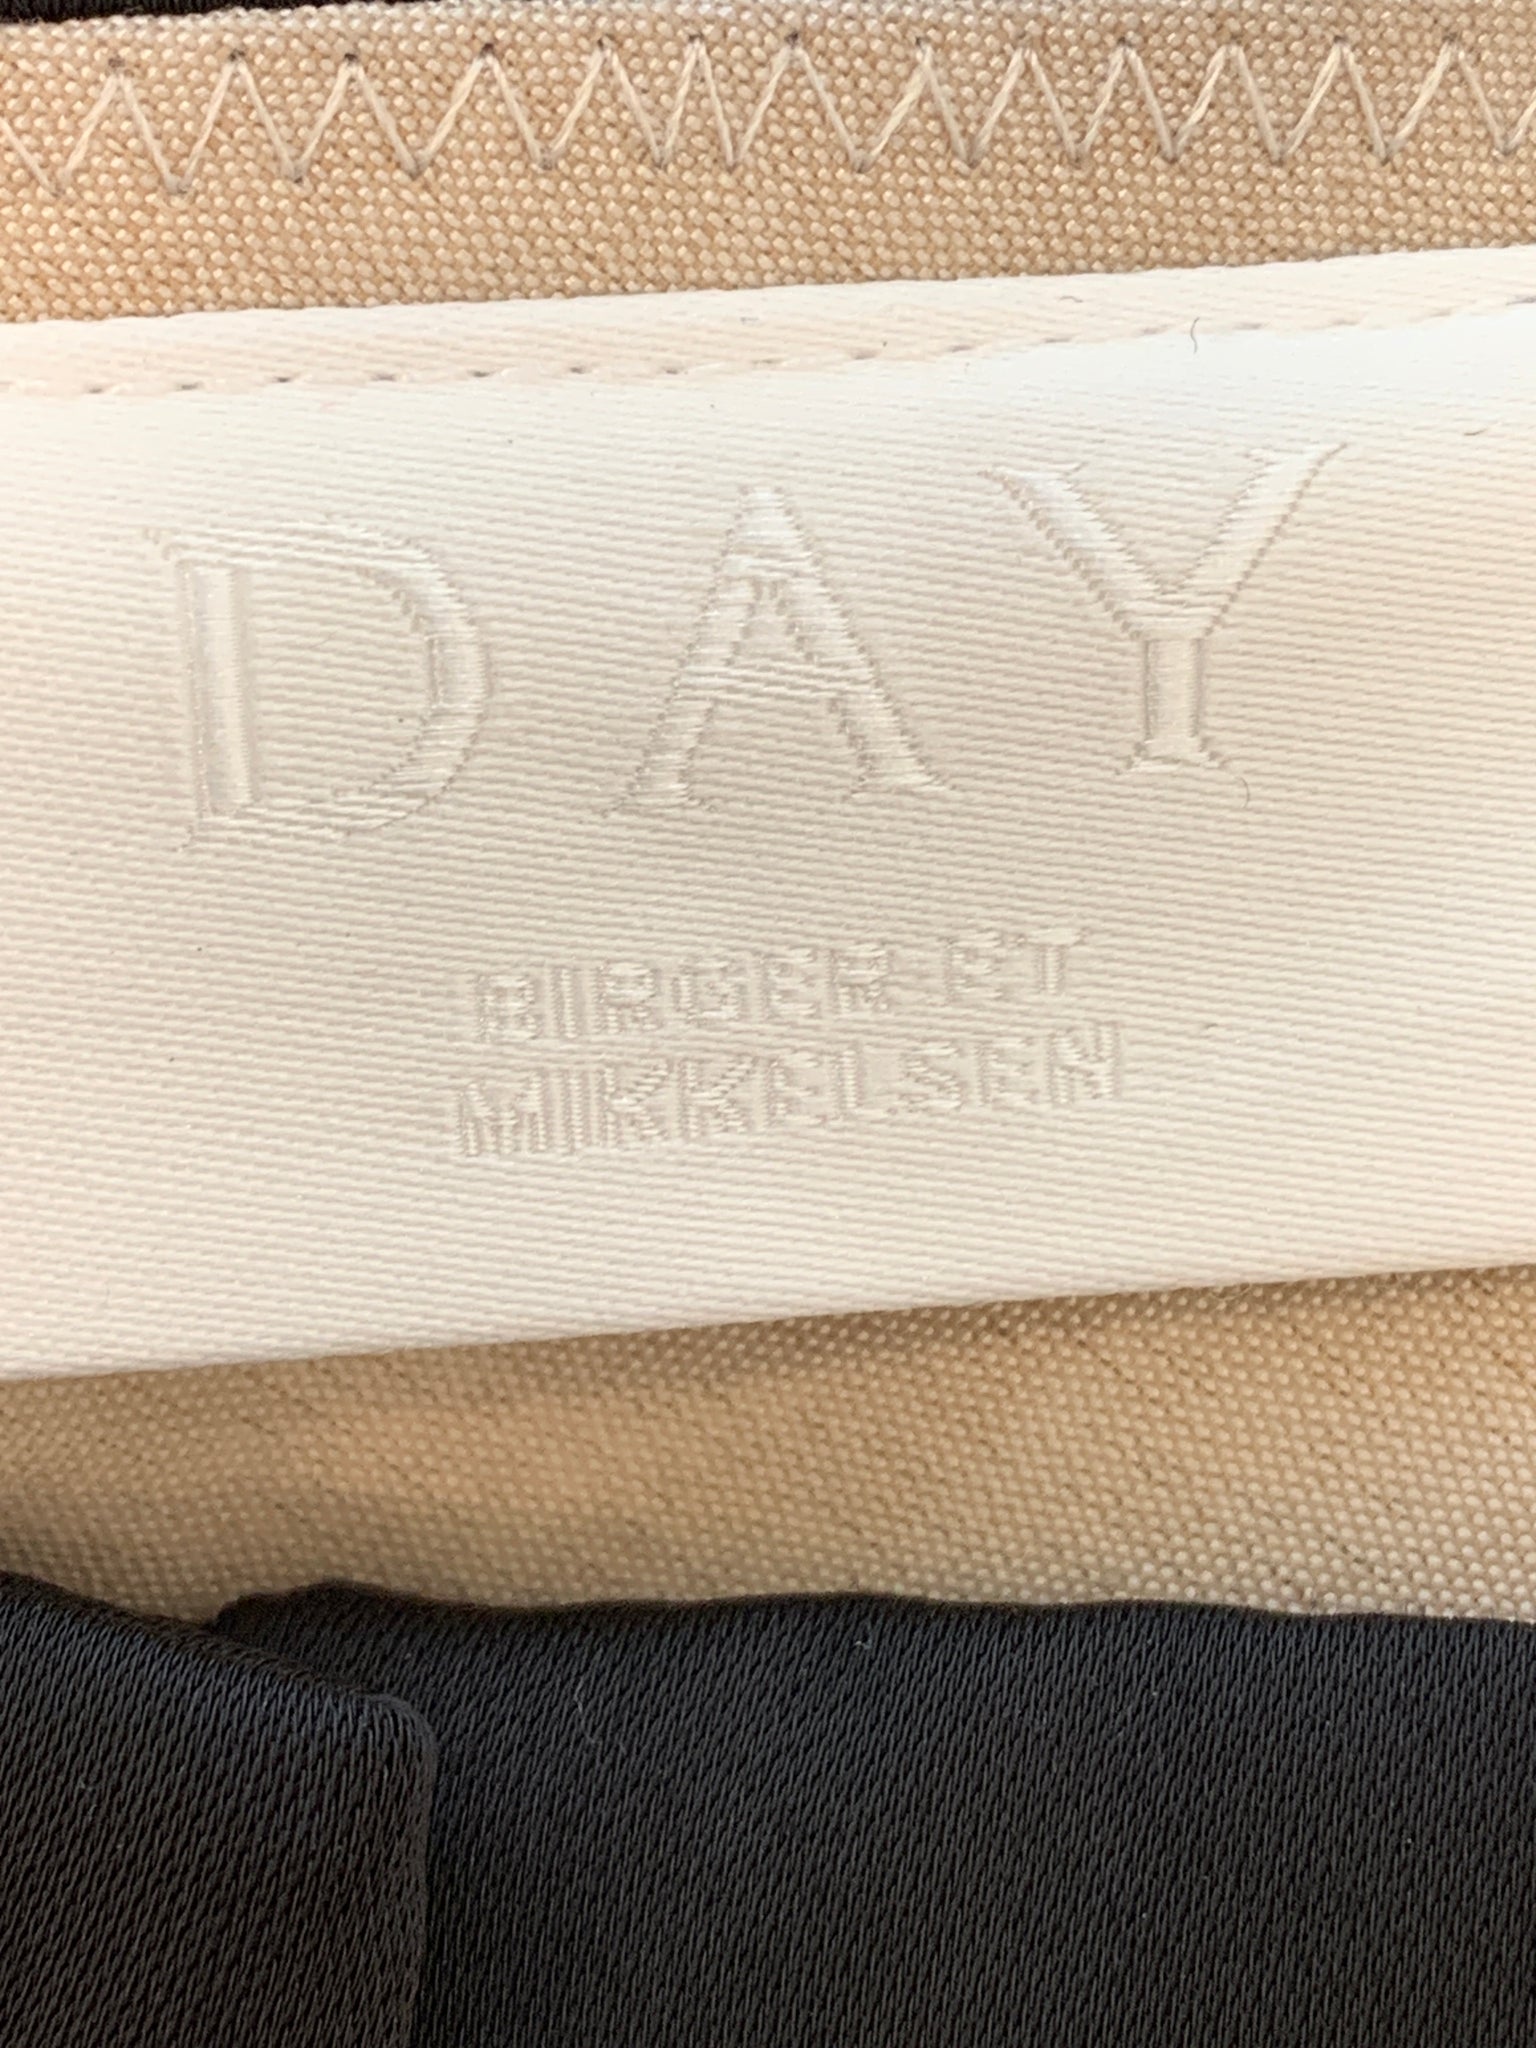 DAY
BIRGER ET
MIKKELSEN